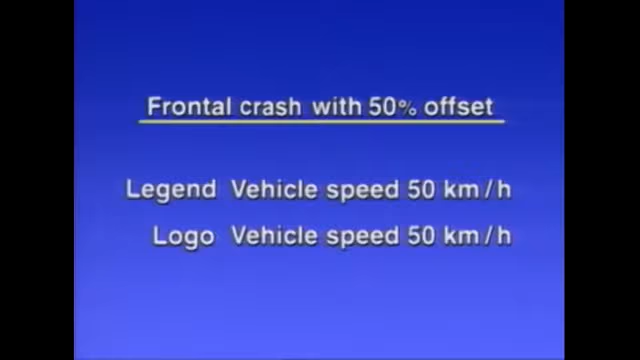 Frontal crash with 50% offset
Legend Vehicle speed 50 km/h
Logo Vehicle speed 50 km/h